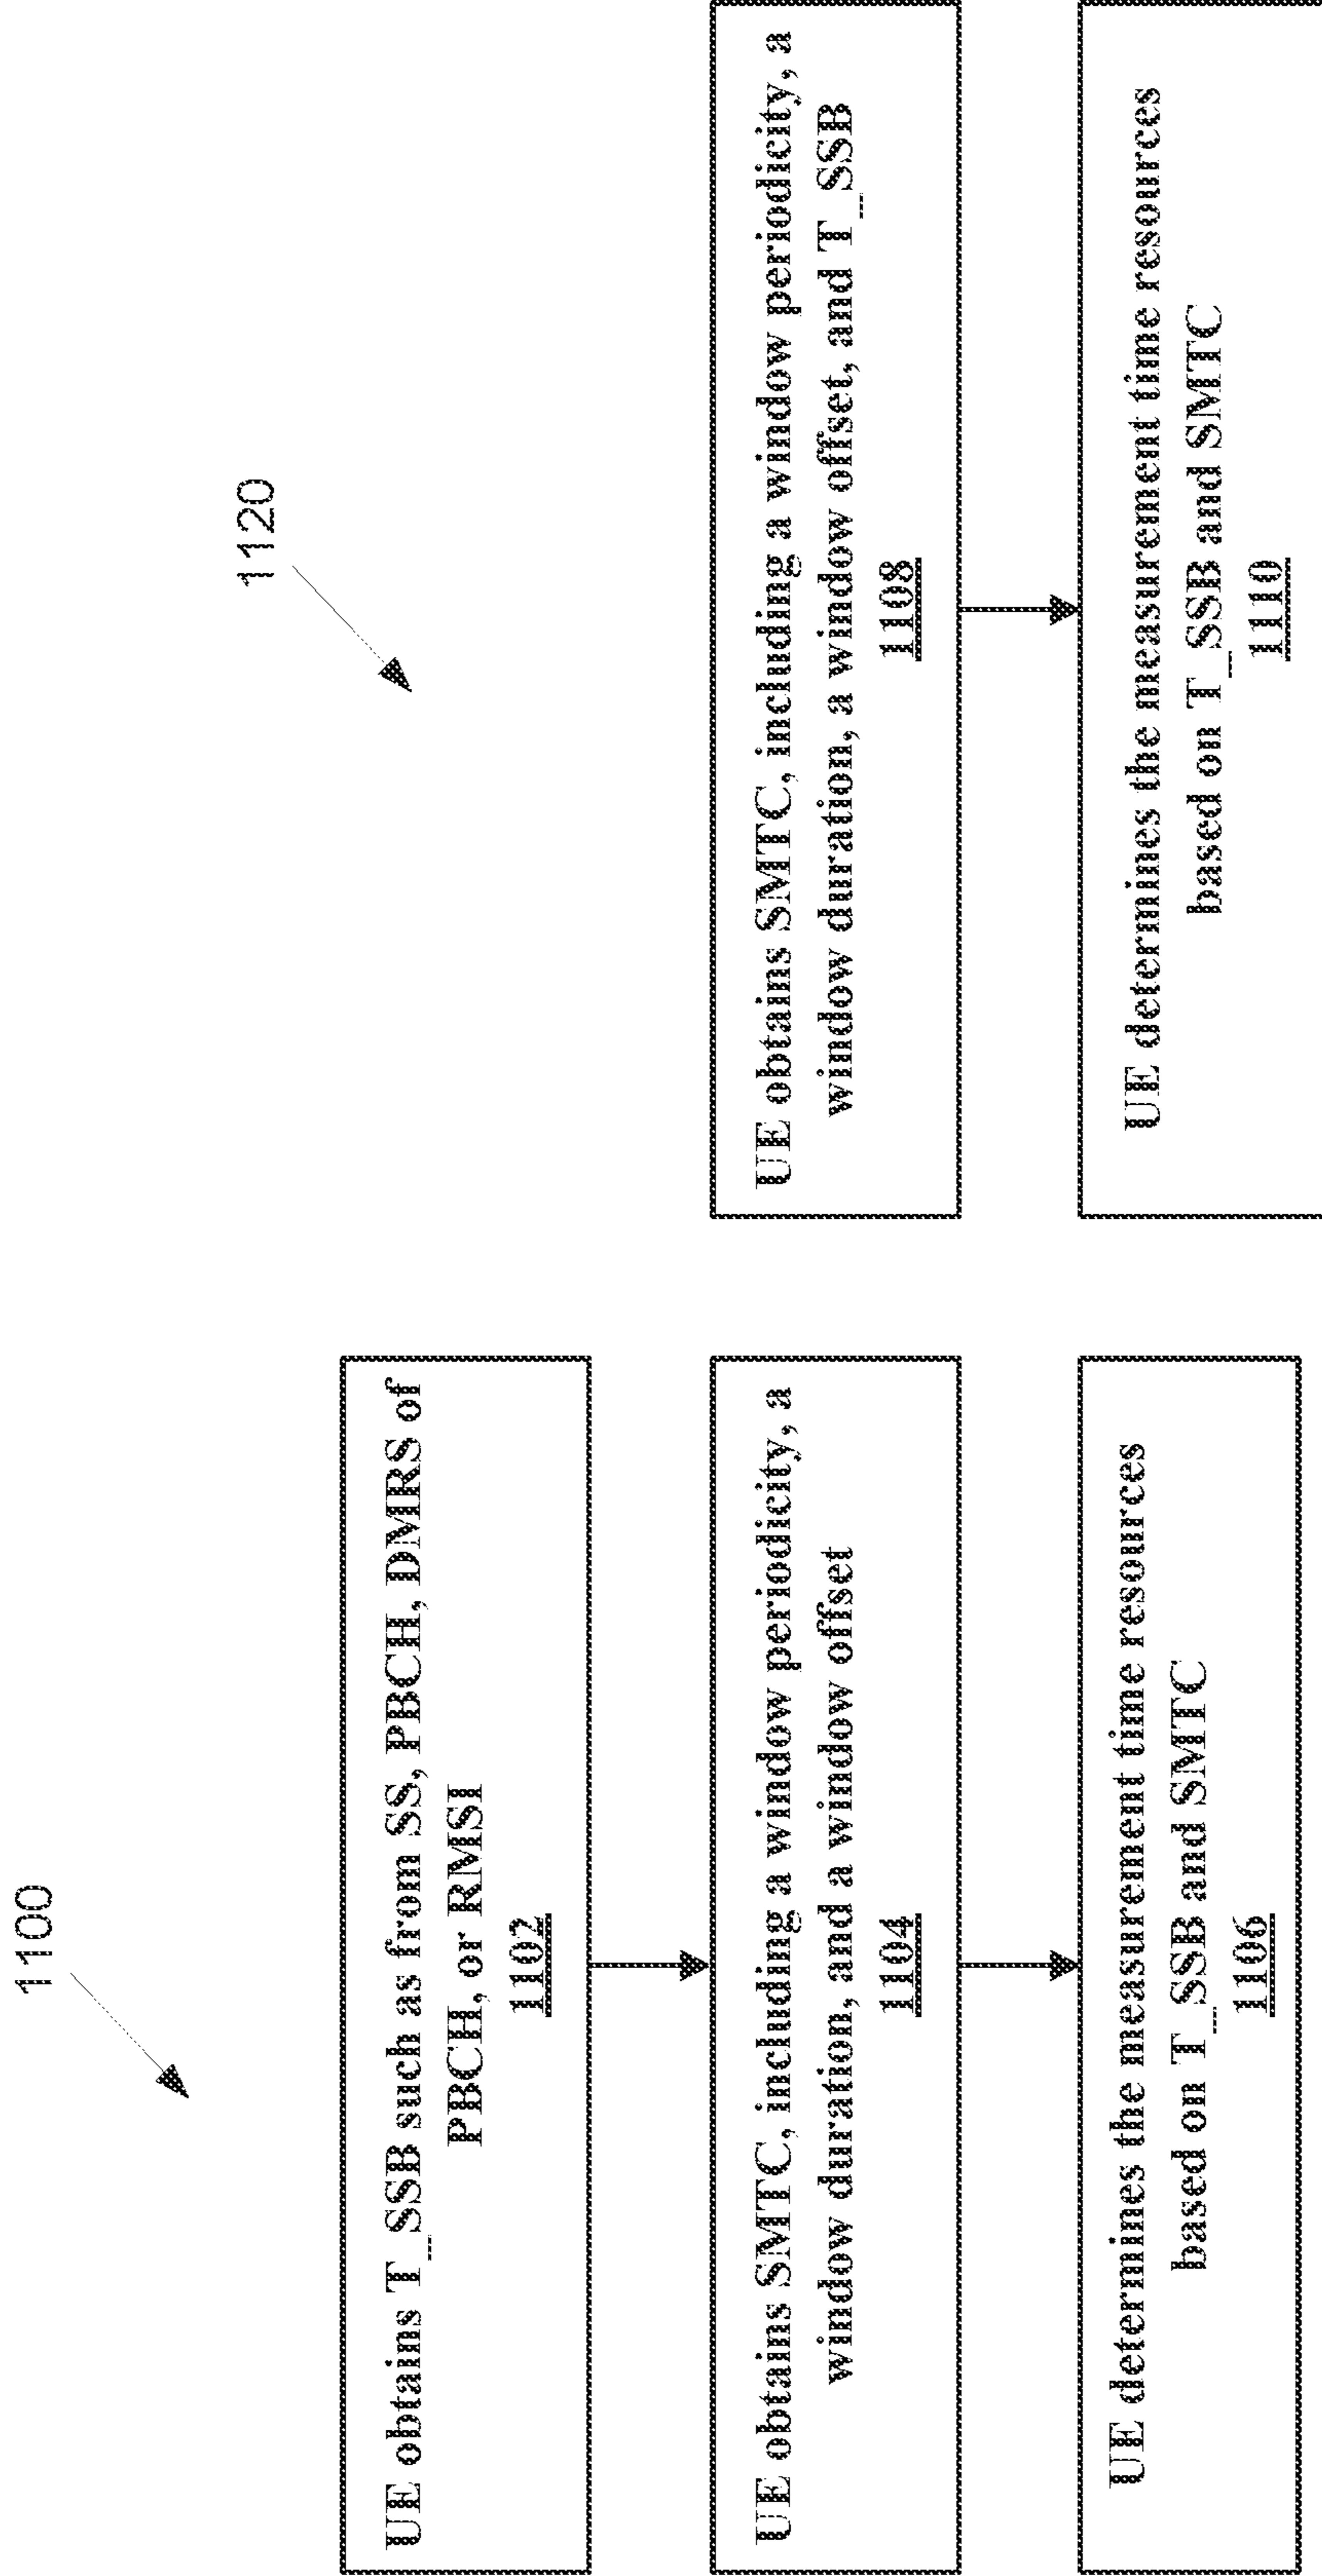 1100
UE obtains T_SSB such as from SS, PBCH, DMRS of
PBCH, or RMSI
1102
UE obtains SMTC, including a window periodicity, a
window duration, and a window offset
1104
UE determines the measurement time resources
based on T_SSB and SMTC
1106
1120
UE obtains SMTC, including a window periodicity, a
window duration, a window offset, and T_SSB
1108
UE determines the measurement time resources
based on T_SSB and SMTC
1110